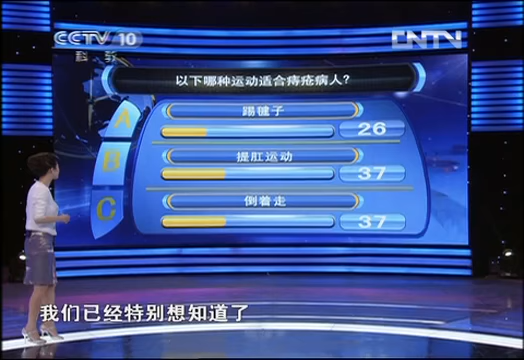 CCTV 10
科教
CNTV
以下哪种运动适合痔疮病人?
A
踢毽子
26
B
提肛运动
37
C
倒着走
37
我们已经特别想知道了